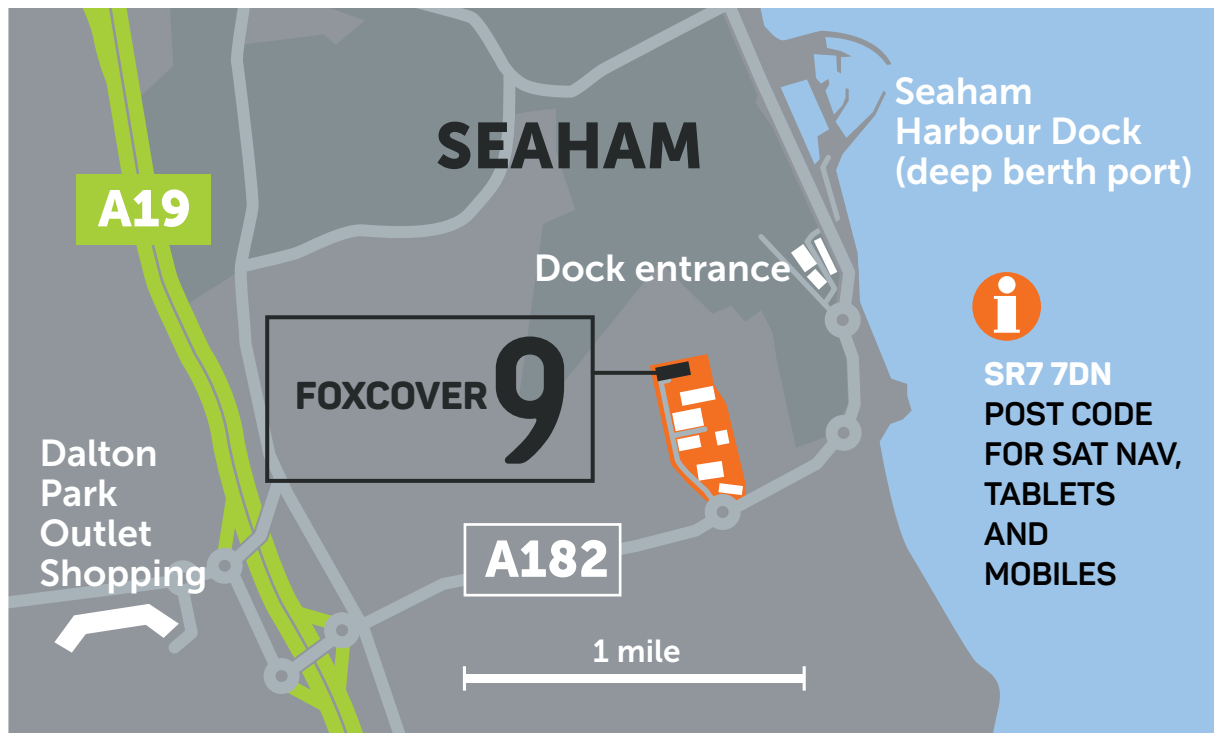 Seaham
Harbour Dock
(deep berth port)
SEAHAM
A19
Dock entrance
FOXCOVER 9
SR7 7DN
POST CODE
FOR SAT NAV,
TABLETS
AND
MOBILES
Dalton
Park
Outlet
Shopping
A182
1 mile